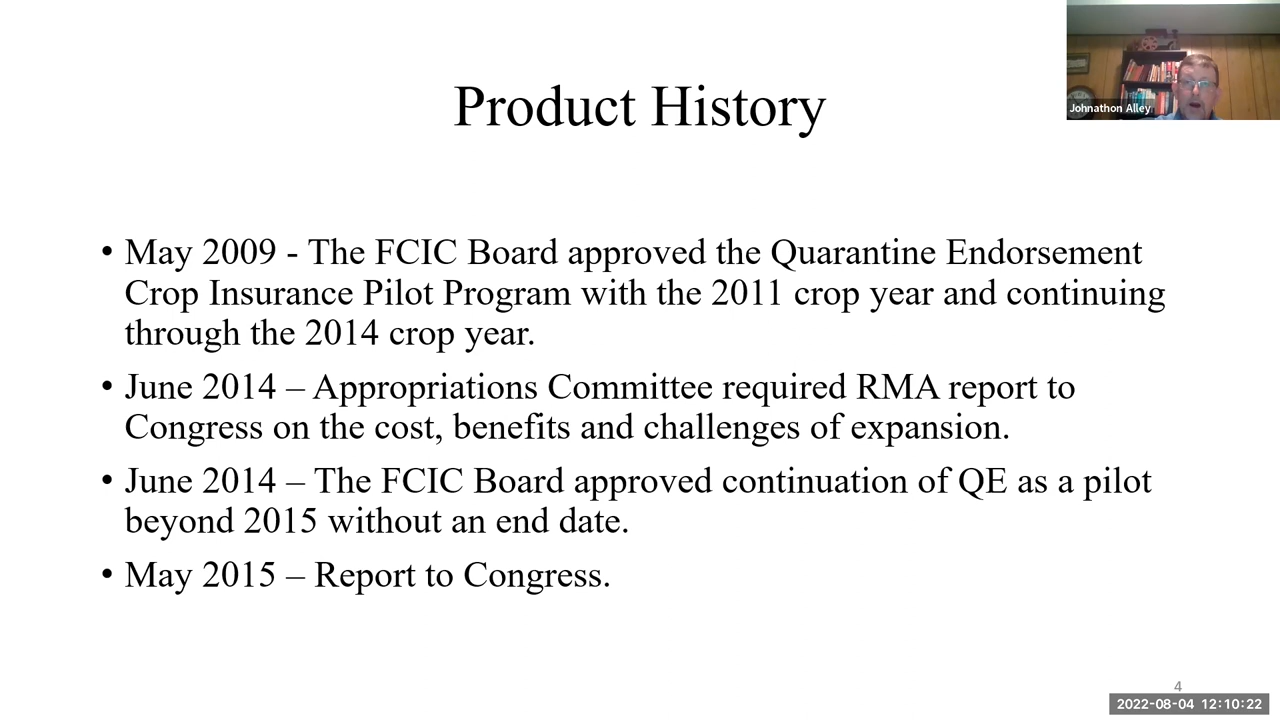 Product History
Johnathon Alley
• May 2009 - The FCIC Board approved the Quarantine Endorsement
Crop Insurance Pilot Program with the 2011 crop year and continuing
through the 2014 crop year.
• June 2014 – Appropriations Committee required RMA report to
Congress on the cost, benefits and challenges of expansion.
• June 2014 – The FCIC Board approved continuation of QE as a pilot
beyond 2015 without an end date.
• May 2015 – Report to Congress.
4
2022-08-04 12:10:22